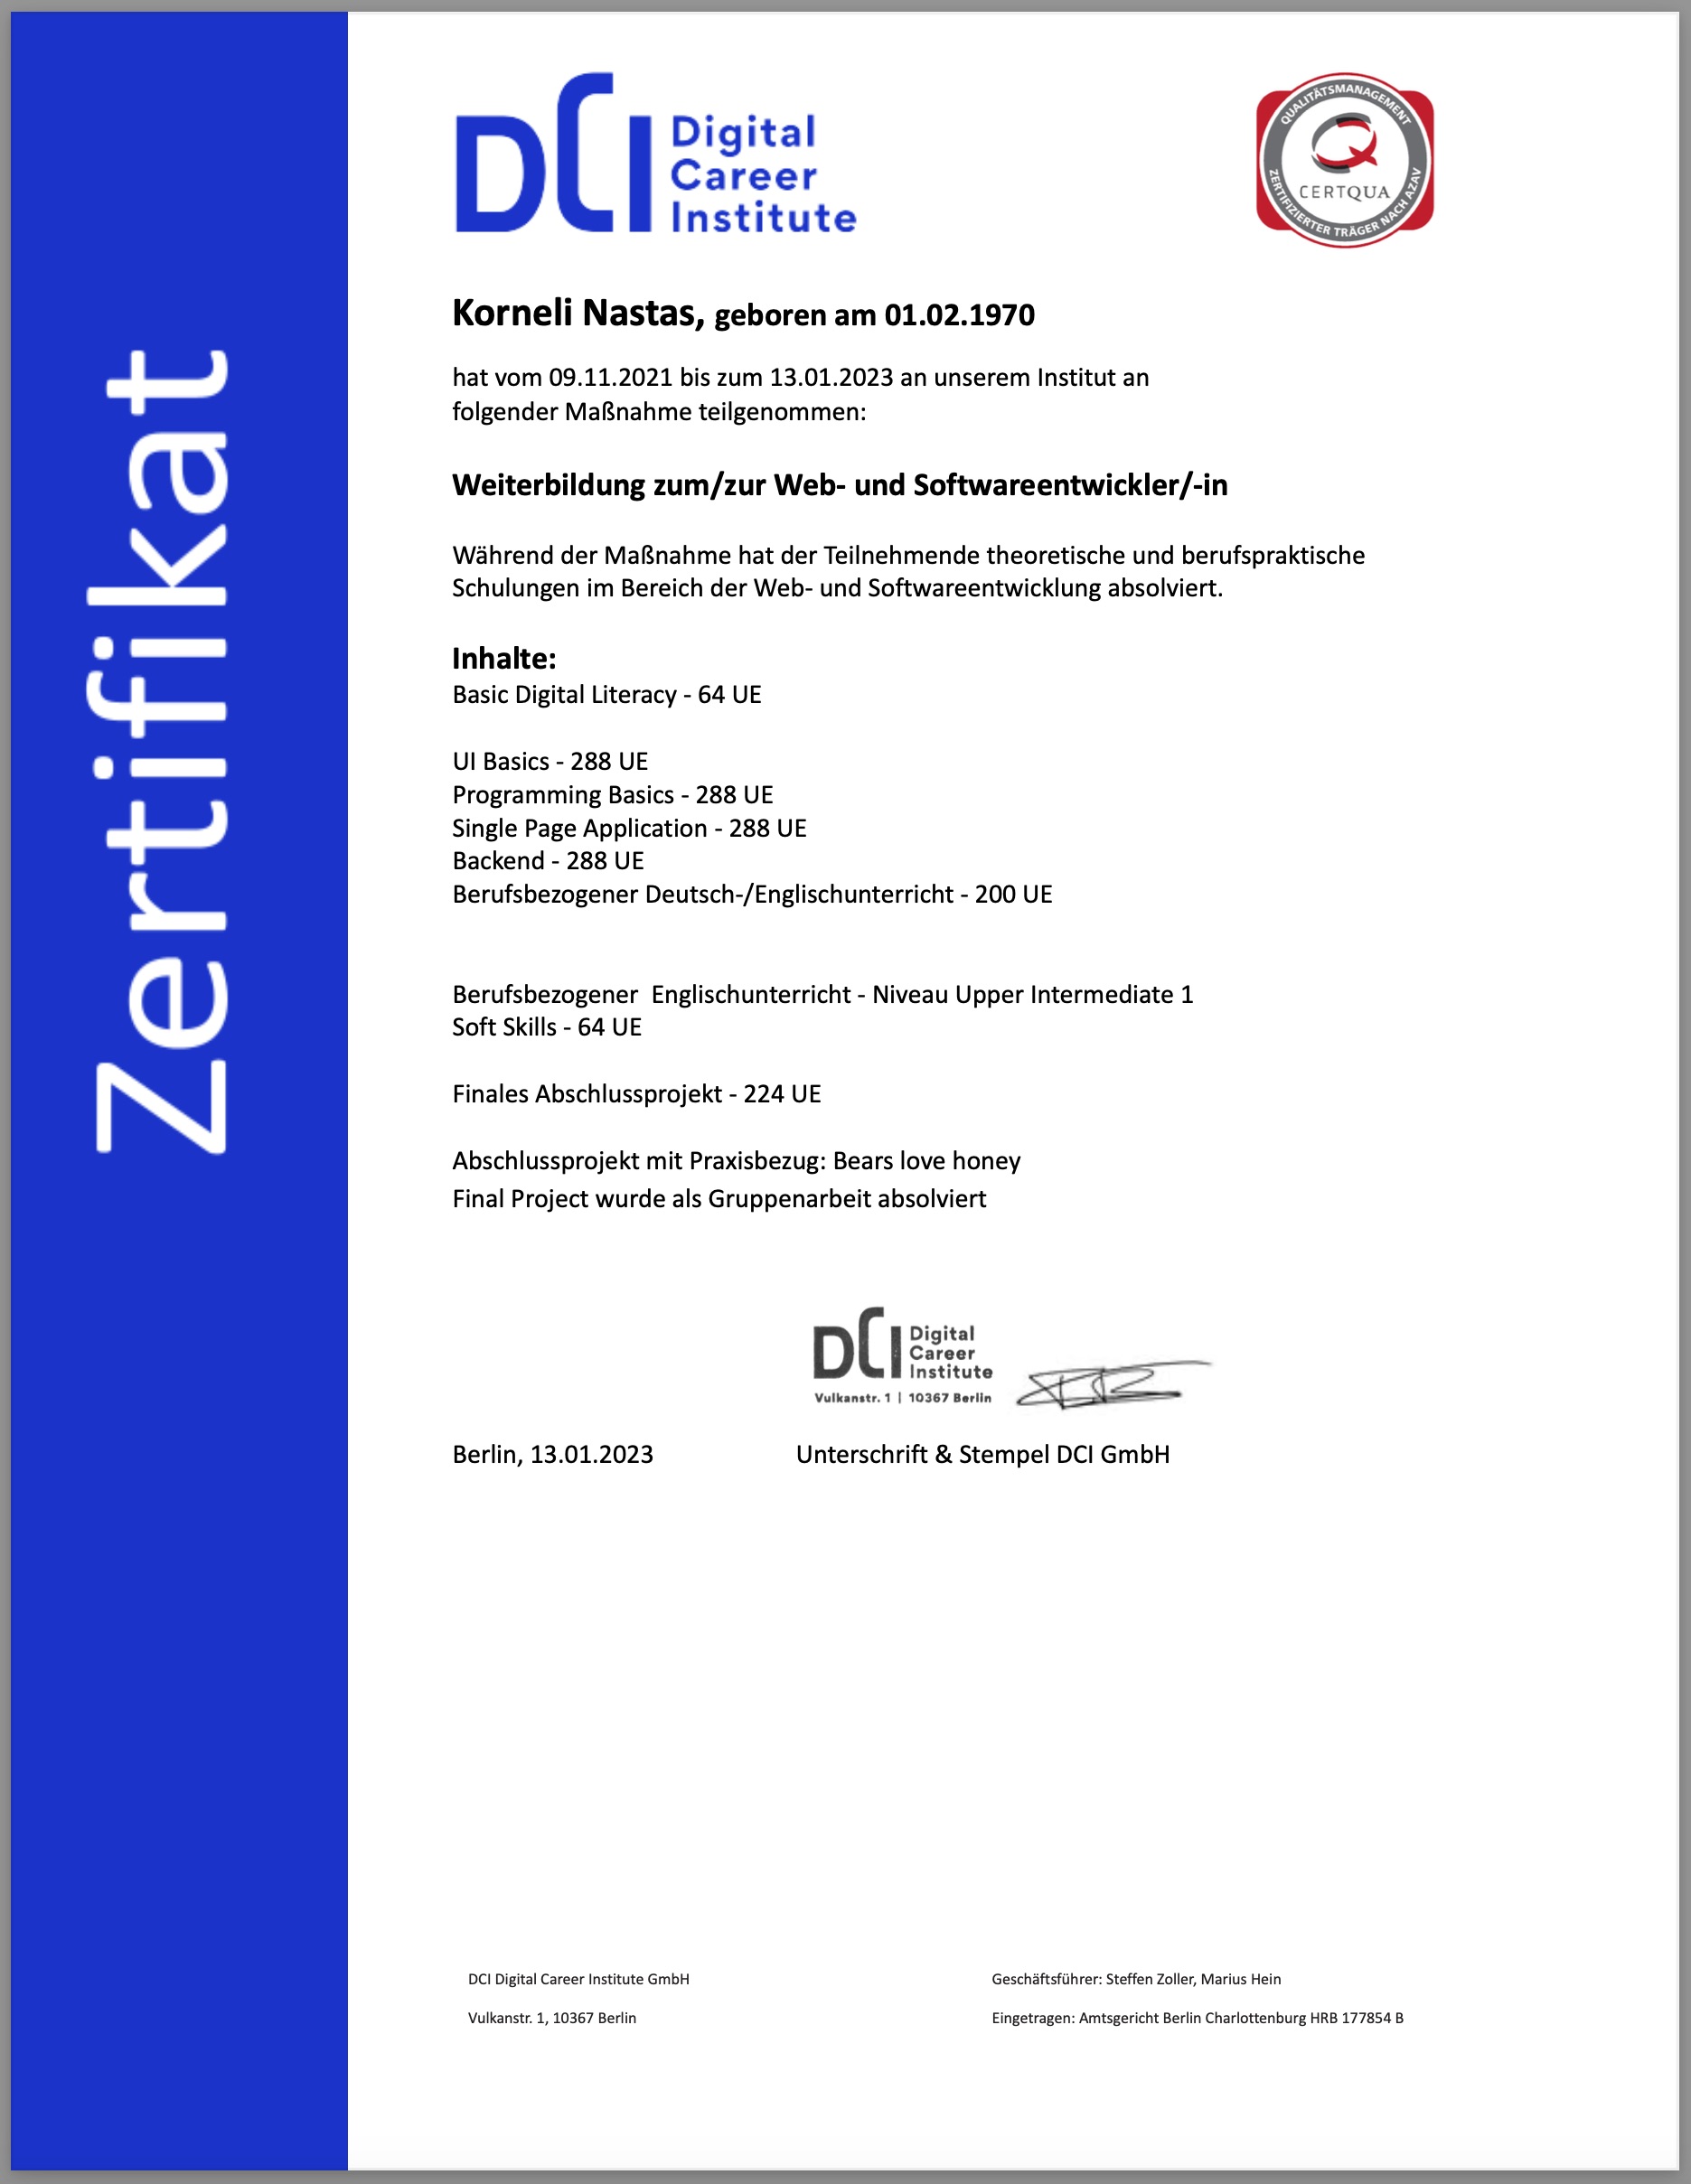 Zertifikat
DCI Digital
Career
Institute
QUALITÄTSMANAGEMENT
CERTQUA
ZERTIFIZIERTER TRÄGER NACH AZAV
Korneli Nastas, geboren am 01.02.1970
hat vom 09.11.2021 bis zum 13.01.2023 an unserem Institut an
folgender Maßnahme teilgenommen:
Weiterbildung zum/zur Web- und Softwareentwickler/-in
Während der Maßnahme hat der Teilnehmende theoretische und berufspraktische
Schulungen im Bereich der Web- und Softwareentwicklung absolviert.
Inhalte:
Basic Digital Literacy - 64 UE
UI Basics - 288 UE
Programming Basics - 288 UE
Single Page Application - 288 UE
Backend - 288 UE
Berufsbezogener Deutsch-/Englischunterricht - 200 UE
Berufsbezogener  Englischunterricht - Niveau Upper Intermediate 1
Soft Skills - 64 UE
Finales Abschlussprojekt - 224 UE
Abschlussprojekt mit Praxisbezug: Bears love honey
Final Project wurde als Gruppenarbeit absolviert
DCI Digital
Career
Institute
Vulkanstr. 1 | 10367 Berlin
Berlin, 13.01.2023 Unterschrift & Stempel DCI GmbH
DCI Digital Career Institute GmbH Geschäftsführer: Steffen Zoller, Marius Hein
Vulkanstr. 1, 10367 Berlin Eingetragen: Amtsgericht Berlin Charlottenburg HRB 177854 B